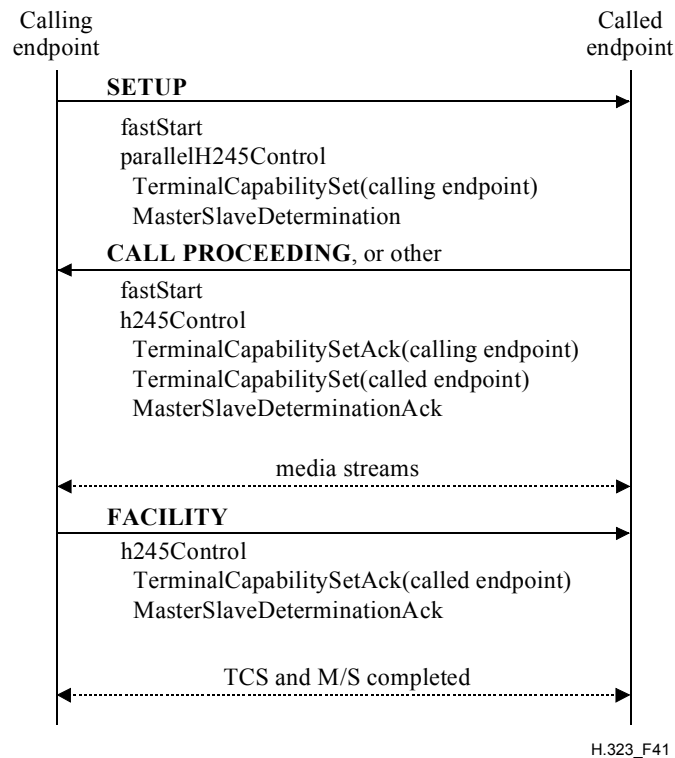 Calling
endpoint
Called
endpoint
SETUP
fastStart
parallelH245Control
TerminalCapabilitySet(calling endpoint)
MasterSlaveDetermination
CALL PROCEEDING, or other
fastStart
h245Control
TerminalCapabilitySetAck(calling endpoint)
TerminalCapabilitySet(called endpoint)
MasterSlaveDeterminationAck
media streams
FACILITY
h245Control
TerminalCapabilitySetAck(called endpoint)
MasterSlaveDeterminationAck
TCS and M/S completed
H.323_F41